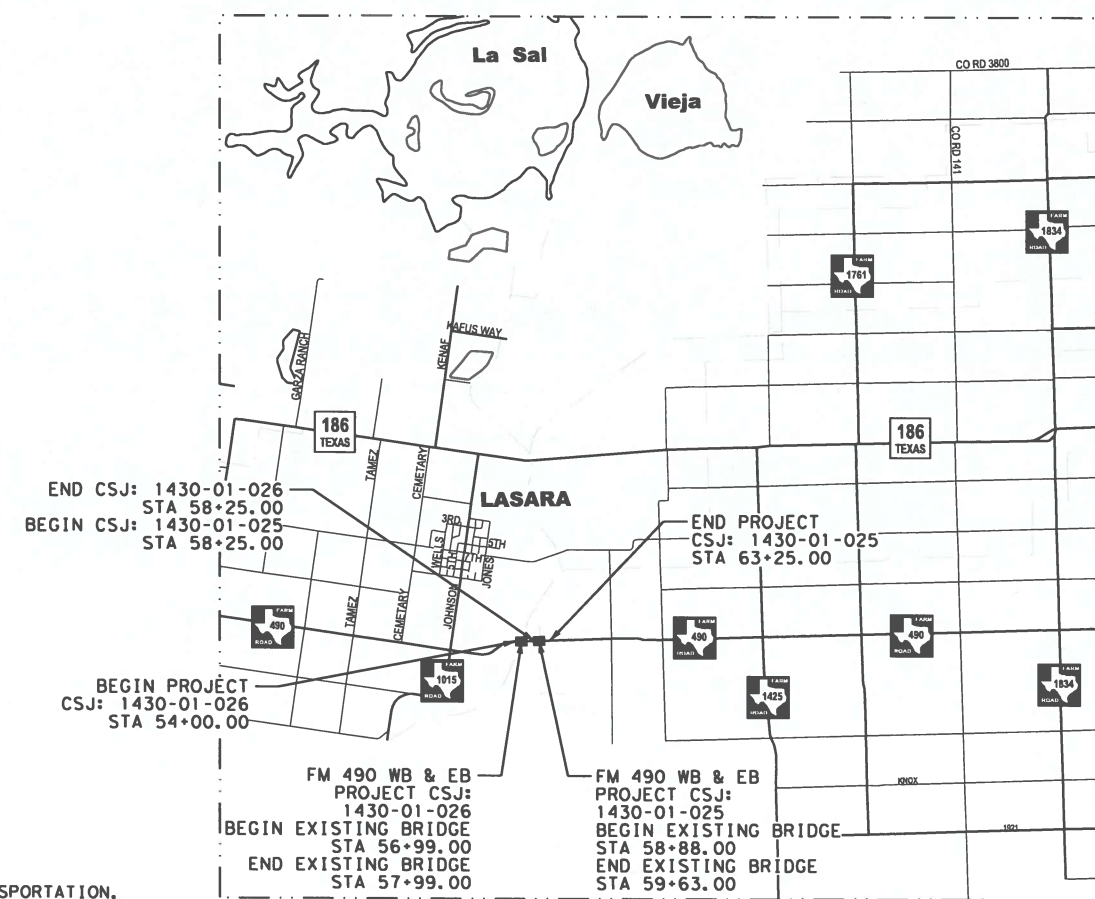 La Sal
Vieja
CO RD 3800
CO RD 141
FARM
1834
ROAD
FARM
1761
ROAD
KAFUS WAY
KENAF
GARZA RANCH
186
TEXAS
186
TEXAS
TAMEZ
CEMETARY
LASARA
END CSJ: 1430-01-026
STA 58+25.00
BEGIN CSJ: 1430-01-025
STA 58+25.00
3RD
5TH
WELLS
5TH
7TH
JONES
END PROJECT
CSJ: 1430-01-025
STA 63+25.00
TAMEZ
CEMETARY
JOHNSON
FARM
490
ROAD
FARM
490
ROAD
FARM
490
ROAD
BEGIN PROJECT
CSJ: 1430-01-026
STA 54+00.00
FARM
1015
ROAD
FARM
1425
ROAD
FARM
1834
ROAD
FM 490 WB & EB
PROJECT CSJ:
1430-01-026
BEGIN EXISTING BRIDGE
STA 56+99.00
END EXISTING BRIDGE
STA 57+99.00
FM 490 WB & EB
PROJECT CSJ:
1430-01-025
BEGIN EXISTING BRIDGE
STA 58+88.00
END EXISTING BRIDGE
STA 59+63.00
KNOX
1921
SPORTATION.